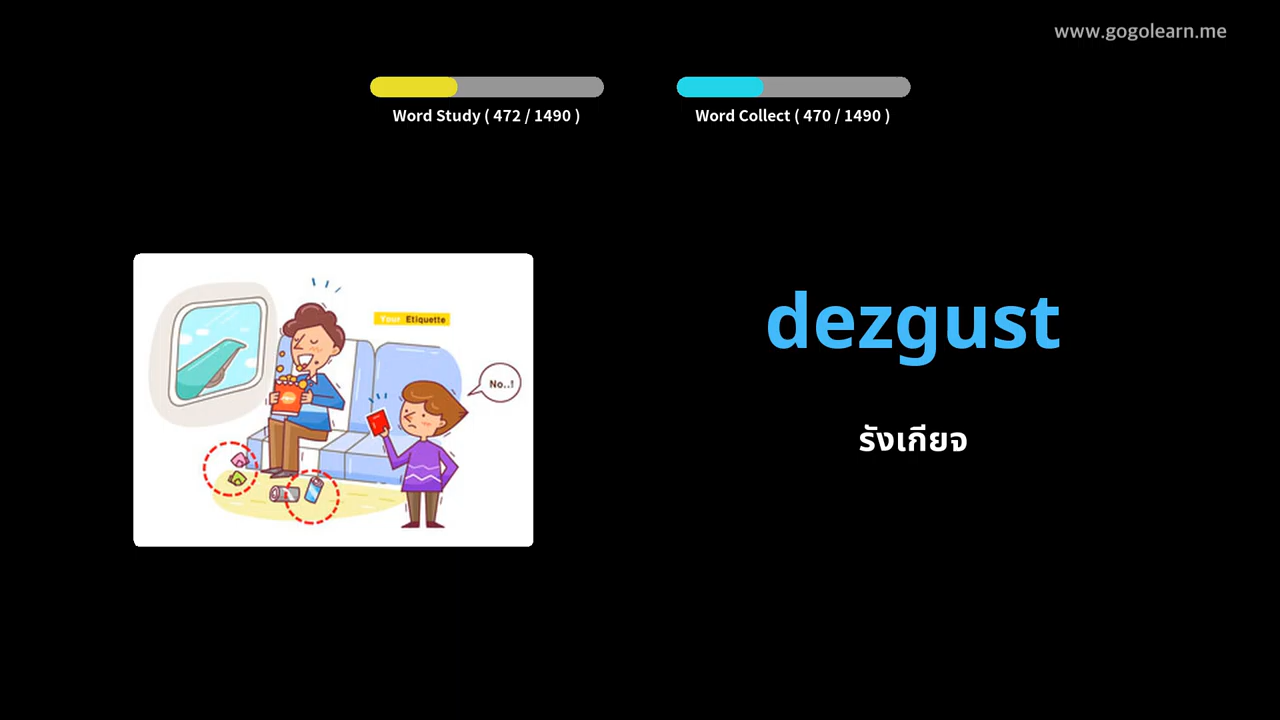 www.gogolearn.me
Word Study ( 472 / 1490 )
Word Collect ( 470 / 1490 )
Your Etiquette
No..!
dezgust
รังเกียจ